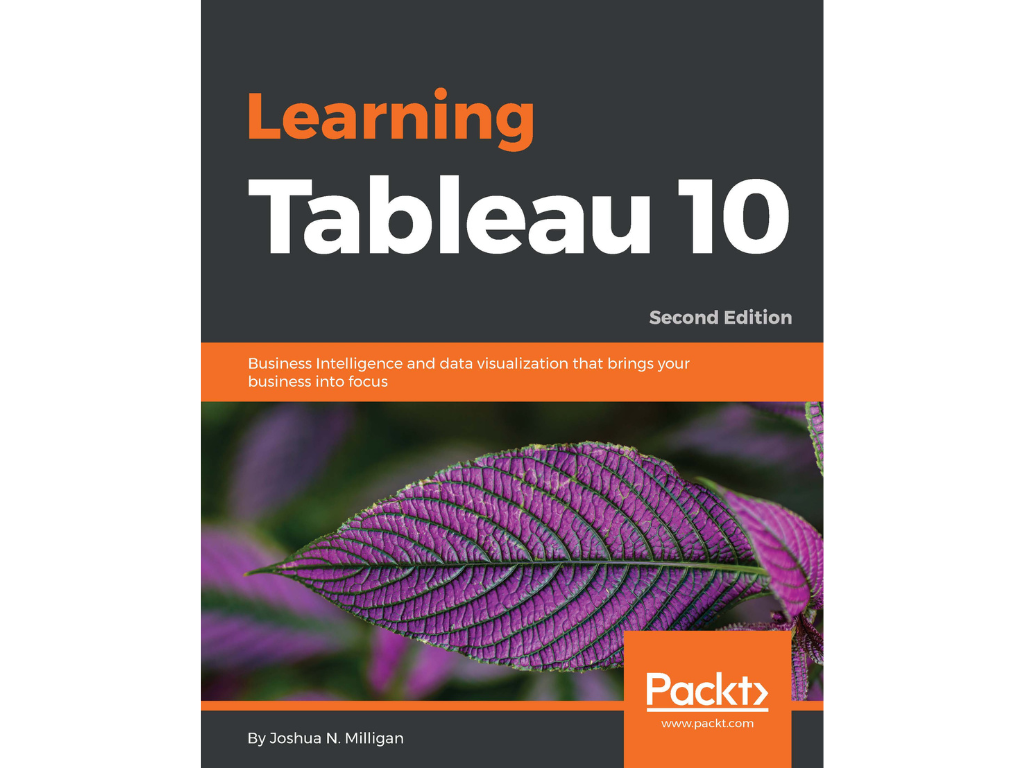 Learning
Tableau 10
Second Edition
Business Intelligence and data visualization that brings your
business into focus
Packt>
www.packt.com
By Joshua N. Milligan